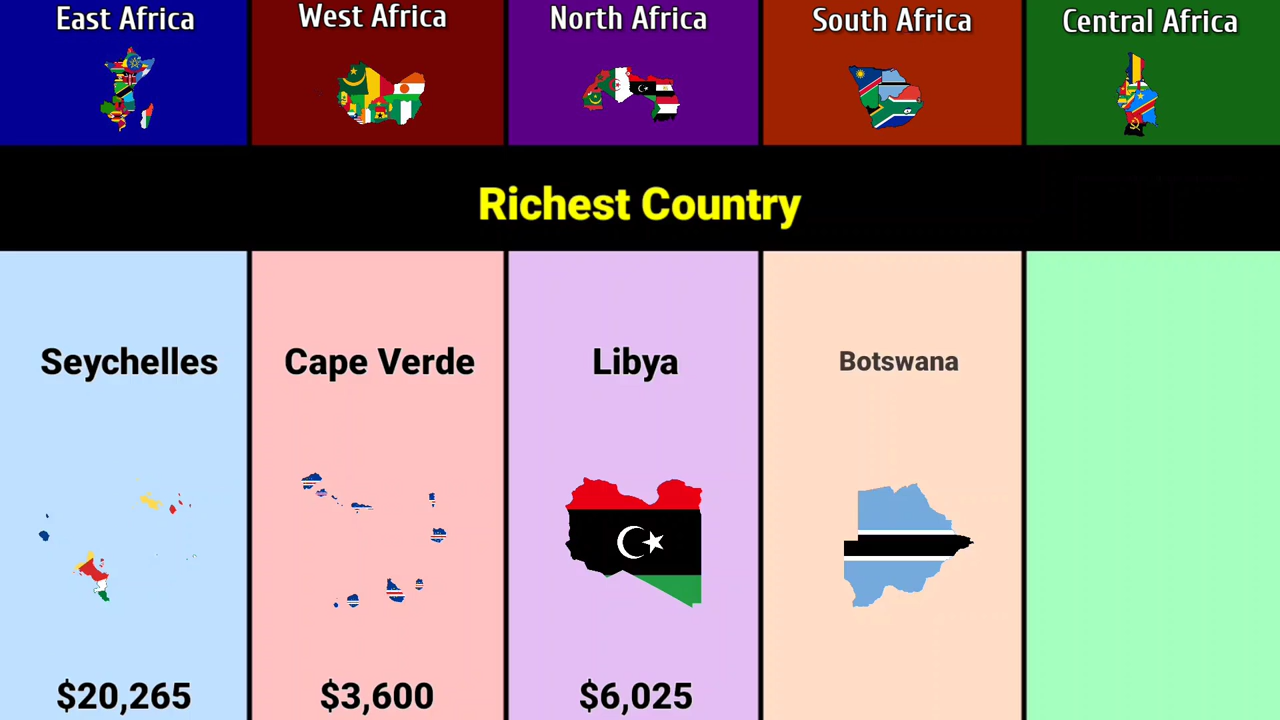 East Africa
West Africa
North Africa
South Africa
Central Africa
Richest Country
Seychelles
Cape Verde
Libya
Botswana
$20,265
$3,600
$6,025